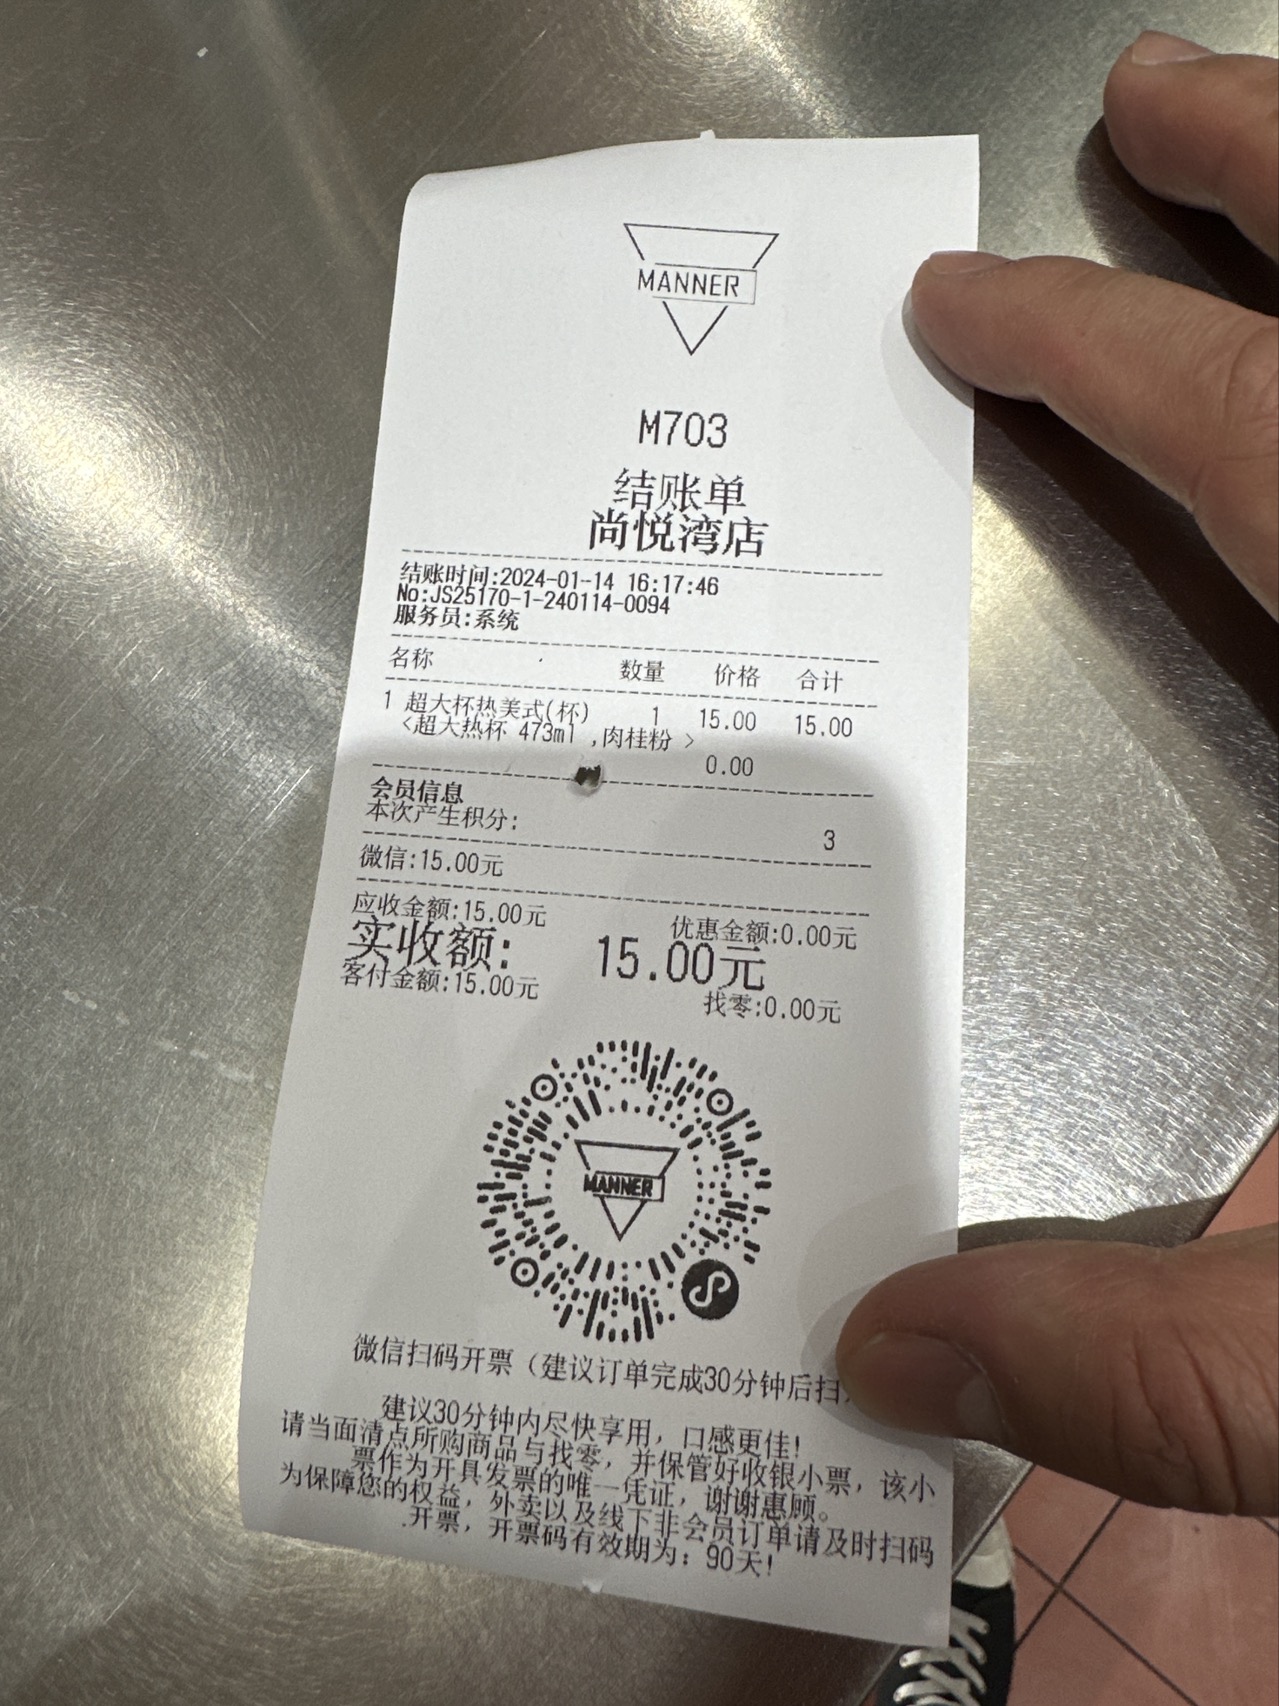 MANNER
M703
结账单
尚悦湾店
结账时间:2024-01-14 16:17:46
No:JS25170-1-240114-0094
服务员:系统
名称 数量 价格 合计
1 超大杯热美式(杯) 1 15.00 15.00
<超大热杯 473ml ,肉桂粉 >
0.00
会员信息
本次产生积分: 3
微信:15.00元
应收金额:15.00元 优惠金额:0.00元
实收额: 15.00元
客付金额:15.00元 找零:0.00元
MANNER
微信扫码开票（建议订单完成30分钟后扫
建议30分钟内尽快享用，口感更佳!
请当面清点所购商品与找零，并保管好收银小票，该小
票作为开具发票的唯一凭证，谢谢惠顾。
为保障您的权益，外卖以及线下非会员订单请及时扫码
开票，开票码有效期为：90天!